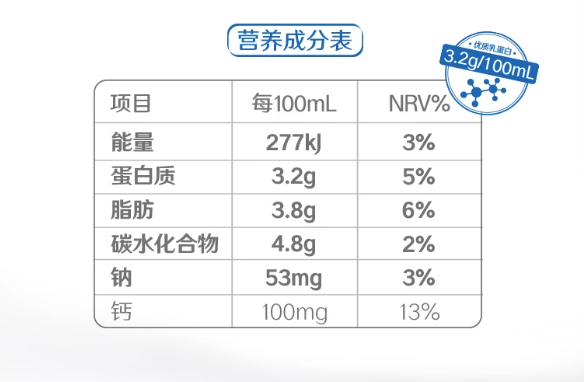 营养成分表
优质乳蛋白
3.2g/100mL
项目 每100mL NRV%
能量 277kJ 3%
蛋白质 3.2g 5%
脂肪 3.8g 6%
碳水化合物 4.8g 2%
钠 53mg 3%
钙 100mg 13%